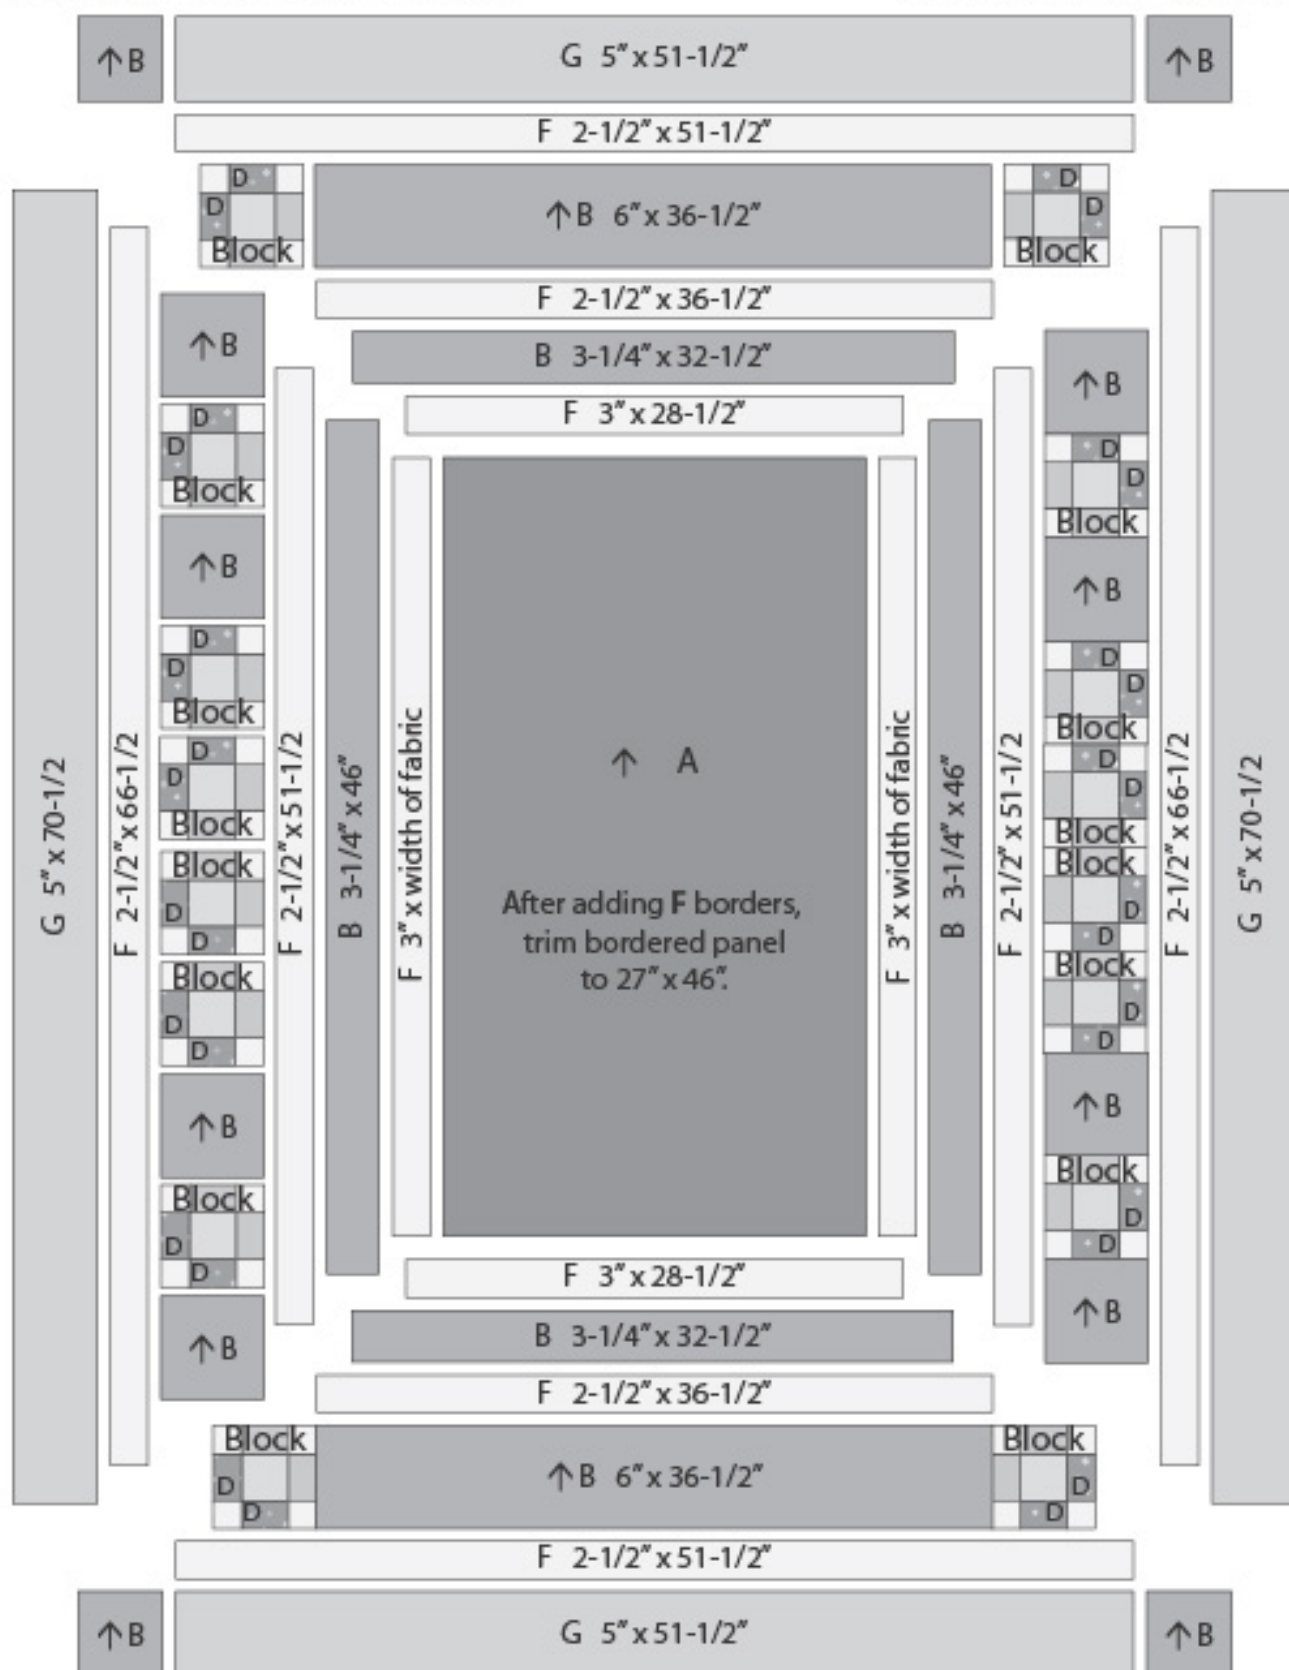 ↑B G 5” x 51-1/2” ↑B
F 2-1/2” x 51-1/2”
D D
D D
Block ↑B 6” x 36-1/2” Block
F 2-1/2” x 36-1/2”
↑B B 3-1/4” x 32-1/2” ↑B
F 3” x 28-1/2”
D
D
Block
↑B
D
D
Block
D
D
Block
Block
D
D
Block
D
D
↑B
Block
D
D
↑B
G 5” x 70-1/2
F 2-1/2” x 66-1/2
F 2-1/2” x 51-1/2
B 3-1/4” x 46”
F 3” x width of fabric
↑ A
After adding F borders,
trim bordered panel
to 27” x 46”.
F 3” x width of fabric
B 3-1/4” x 46”
F 2-1/2” x 51-1/2
D
D
Block
↑B
D
D
Block
D
D
Block
Block
D
D
Block
D
D
↑B
Block
D
D
↑B
F 2-1/2” x 66-1/2
G 5” x 70-1/2
F 3” x 28-1/2”
B 3-1/4” x 32-1/2”
F 2-1/2” x 36-1/2”
Block ↑B 6” x 36-1/2” Block
D D
D D
F 2-1/2” x 51-1/2”
↑B G 5” x 51-1/2” ↑B